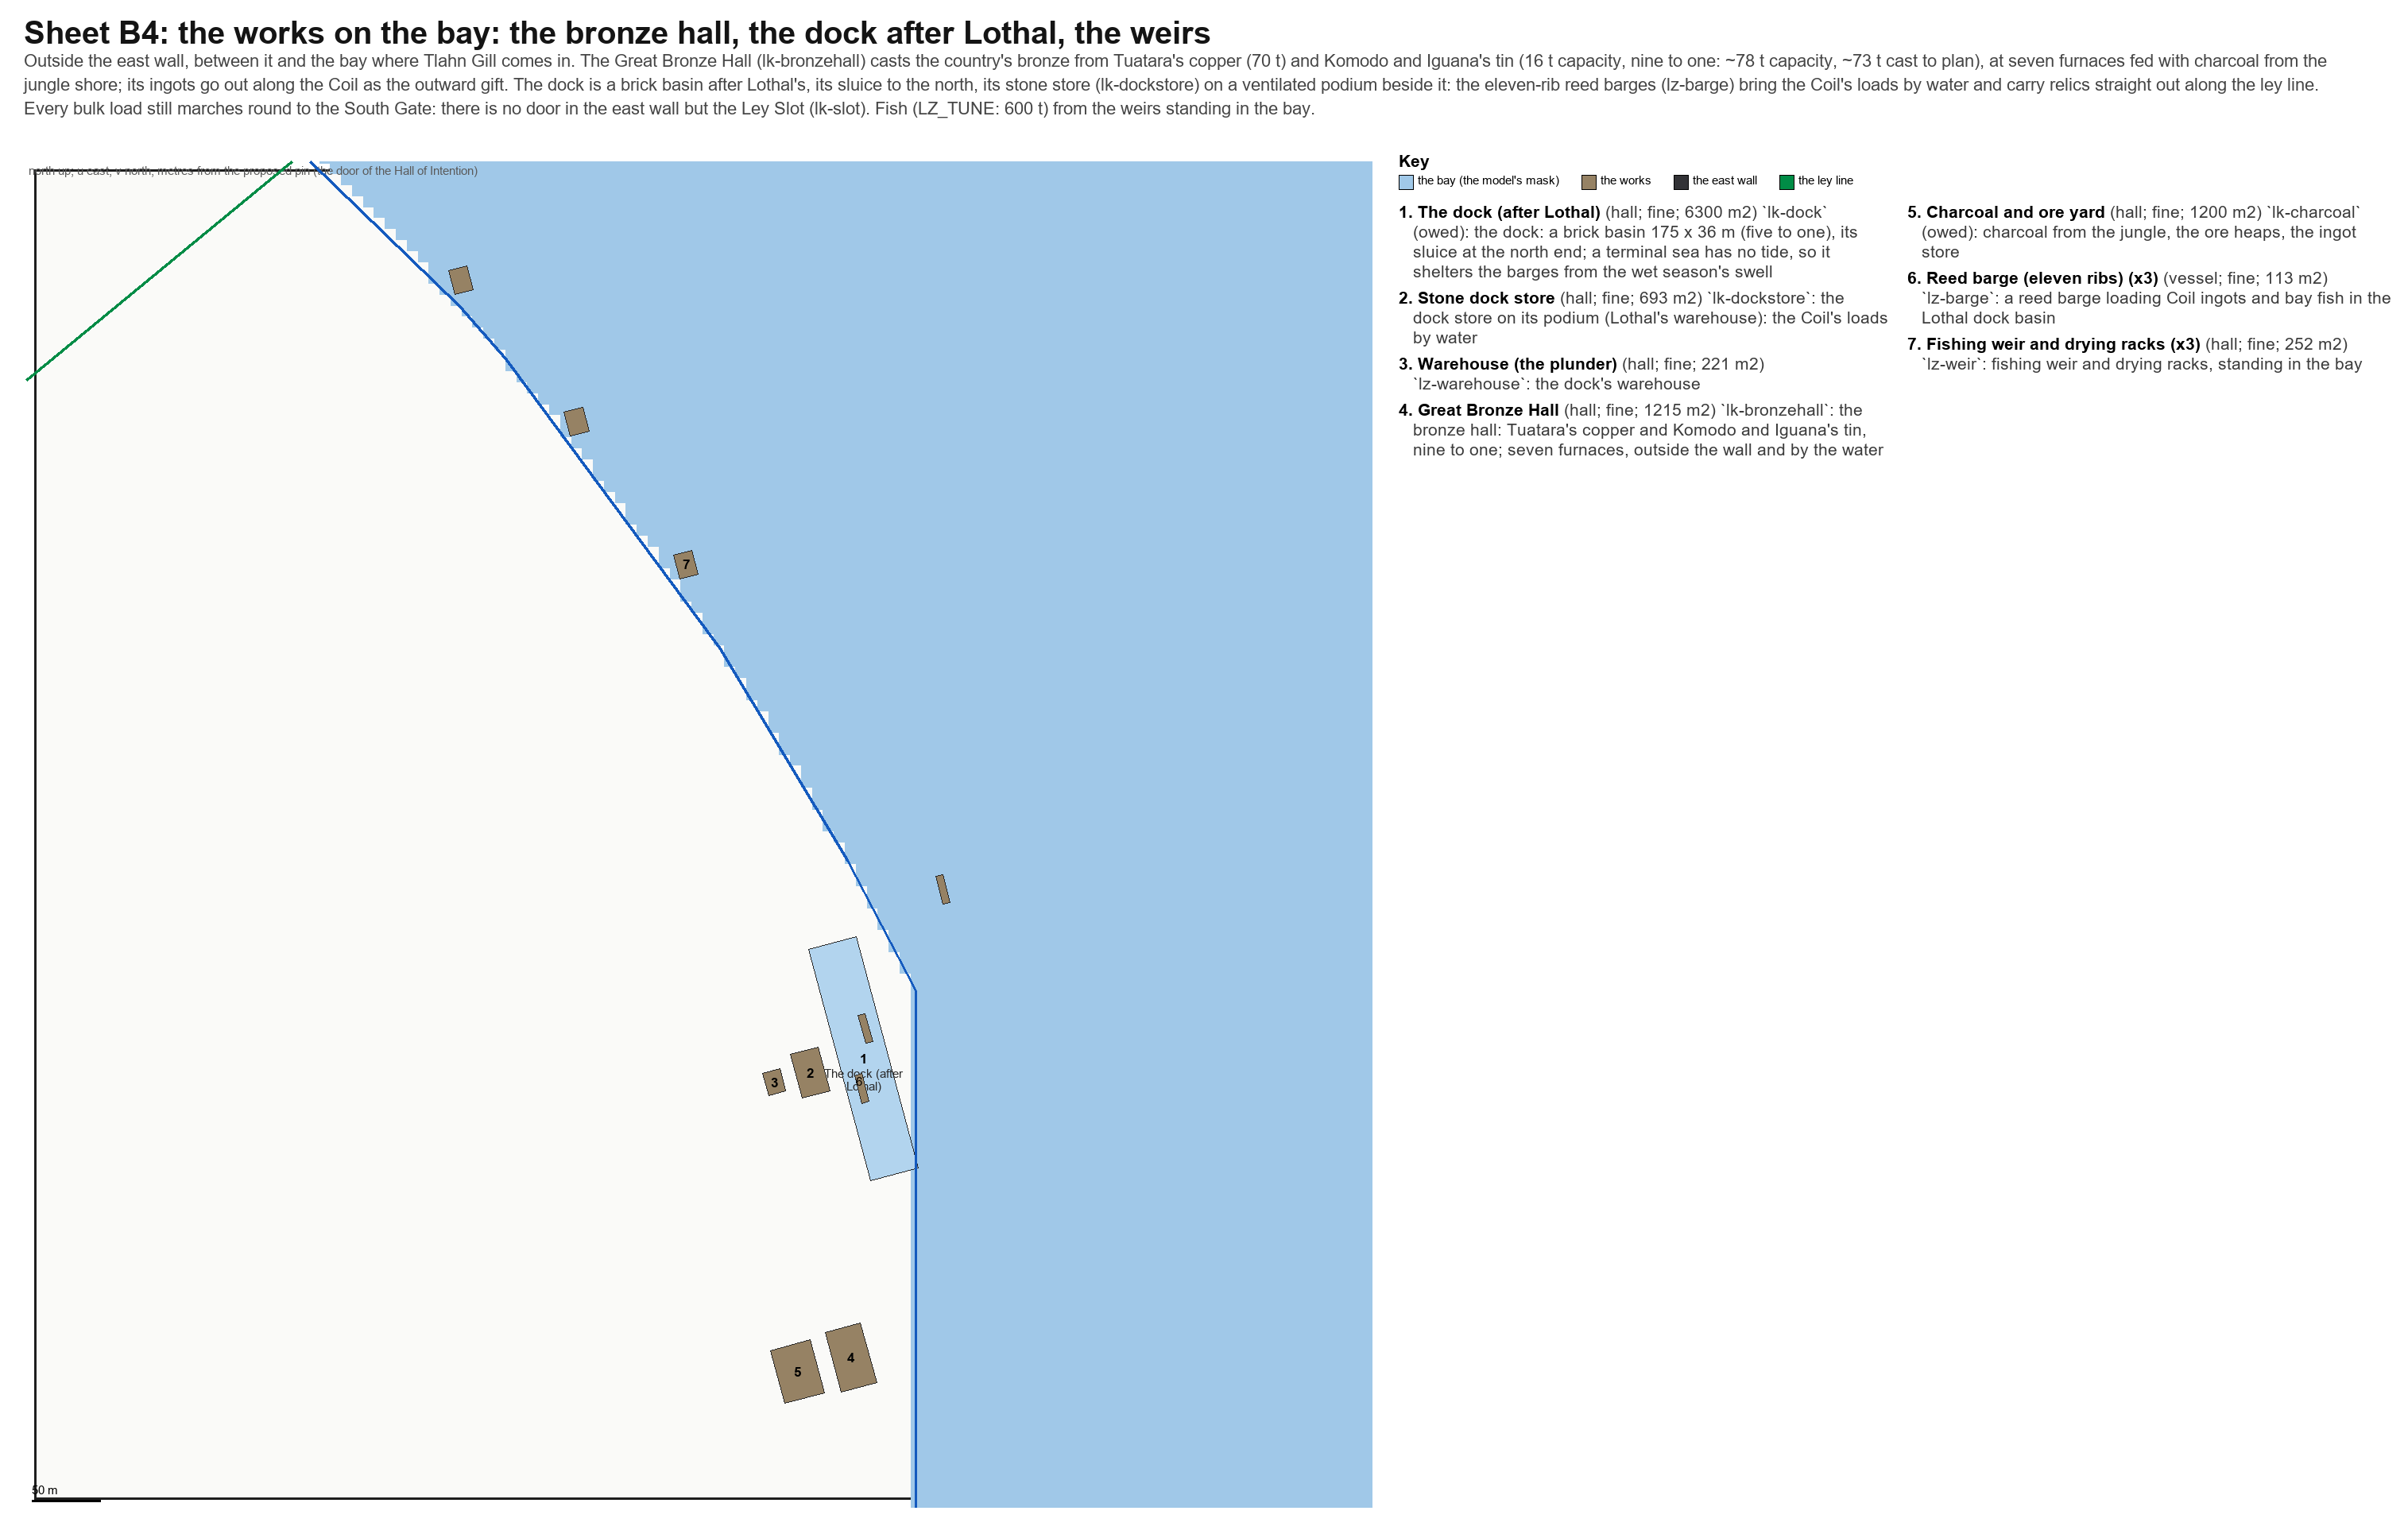 Sheet B4: the works on the bay: the bronze hall, the dock after Lothal, the weirs
Outside the east wall, between it and the bay where Tlahn Gill comes in. The Great Bronze Hall (lk-bronzehall) casts the country's bronze from Tuatara's copper (70 t) and Komodo and Iguana's tin (16 t capacity, nine to one: ~78 t capacity, ~73 t cast to plan), at seven furnaces fed with charcoal from the
jungle shore; its ingots go out along the Coil as the outward gift. The dock is a brick basin after Lothal's, its sluice to the north, its stone store (lk-dockstore) on a ventilated podium beside it: the eleven-rib reed barges (lz-barge) bring the Coil's loads by water and carry relics straight out along the ley line.
Every bulk load still marches round to the South Gate: there is no door in the east wall but the Ley Slot (lk-slot). Fish (LZ_TUNE: 600 t) from the weirs standing in the bay.
north up, u east, v north, metres from the proposed pin (the door of the Hall of Intention)
7
1
The dock (after
Lothal)
6
2
3
4
5
50 m
Key
the bay (the model's mask)
the works
the east wall
the ley line
1. The dock (after Lothal) (hall; fine; 6300 m2) `lk-dock`
(owed): the dock: a brick basin 175 x 36 m (five to one), its
sluice at the north end; a terminal sea has no tide, so it
shelters the barges from the wet season's swell
2. Stone dock store (hall; fine; 693 m2) `lk-dockstore`: the
dock store on its podium (Lothal's warehouse): the Coil's loads
by water
3. Warehouse (the plunder) (hall; fine; 221 m2)
`lz-warehouse`: the dock's warehouse
4. Great Bronze Hall (hall; fine; 1215 m2) `lk-bronzehall`: the
bronze hall: Tuatara's copper and Komodo and Iguana's tin,
nine to one; seven furnaces, outside the wall and by the water
5. Charcoal and ore yard (hall; fine; 1200 m2) `lk-charcoal`
(owed): charcoal from the jungle, the ore heaps, the ingot
store
6. Reed barge (eleven ribs) (x3) (vessel; fine; 113 m2)
`lz-barge`: a reed barge loading Coil ingots and bay fish in the
Lothal dock basin
7. Fishing weir and drying racks (x3) (hall; fine; 252 m2)
`lz-weir`: fishing weir and drying racks, standing in the bay